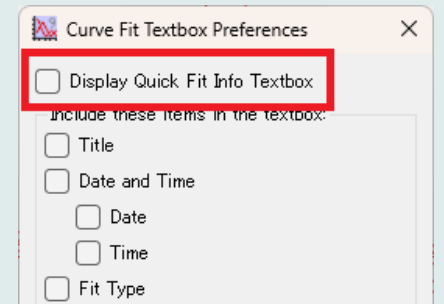 Curve Fit Textbox Preferences
Display Quick Fit Info Textbox
Include these items in the textbox:
Title
Date and Time
Date
Time
Fit Type